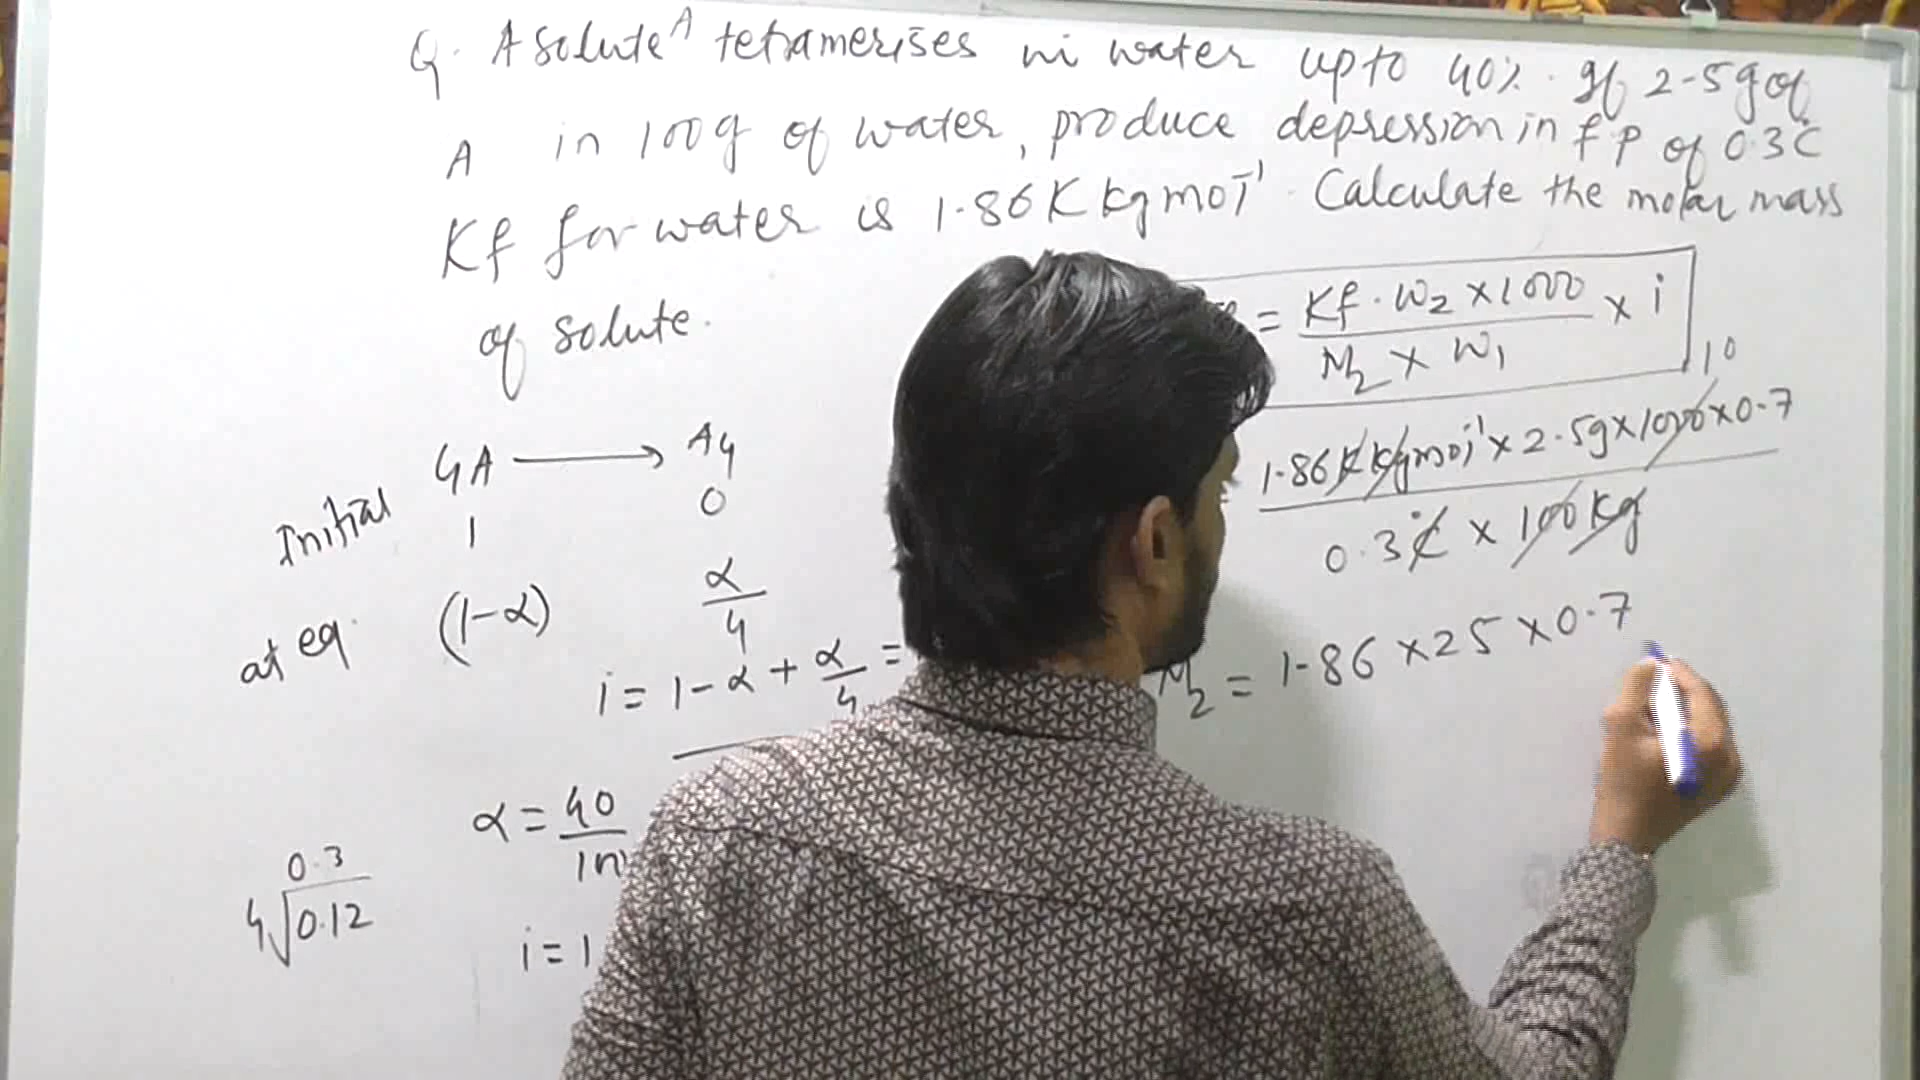 Q. A solute A tetramerises in water upto 40%. If 2.5g of
A in 100g of water, produce depression in f P of 0.3°C
Kf for water is 1.86 K kg mol⁻¹. Calculate the molar mass
of solute.
= Kf · W₂ × 1000 / M₂ × W₁ × i
10
1.86 K kg mol⁻¹ × 2.5g × 1000 × 0.7
0.3°C × 100 kg
4A ⟶ A₄
Initial 1 0
at eq. (1-α) α/4
i = 1 - α + α/4 =
M₂ = 1.86 × 25 × 0.7
α = 40
0.3
4√0.12
i = 1